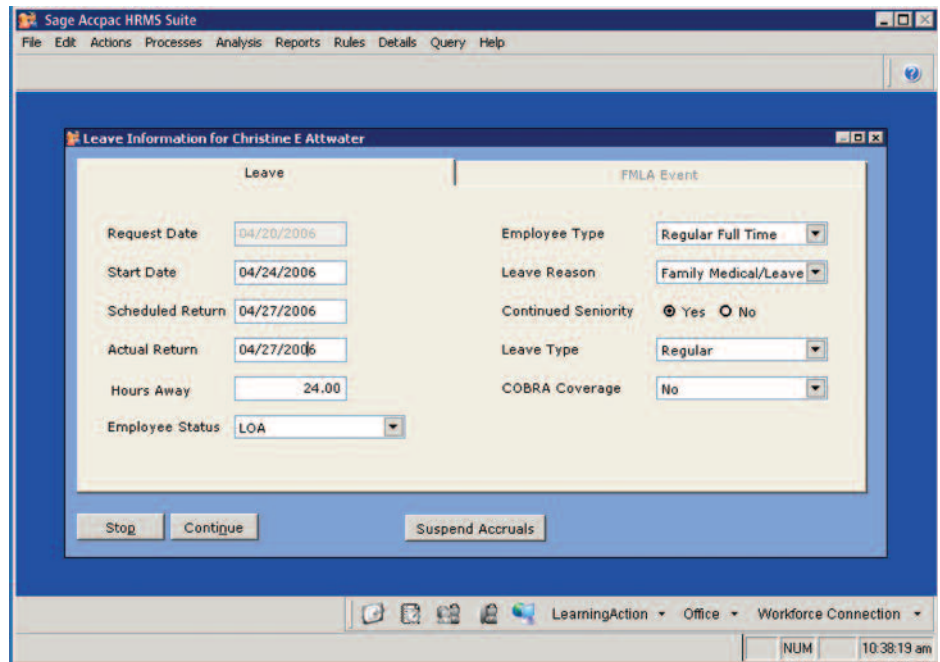 Sage Accpac HRMS Suite
File Edit Actions Processes Analysis Reports Rules Details Query Help
Leave Information for Christine E Attwater
Leave FMLA Event
Request Date 04/20/2006 Employee Type Regular Full Time
Start Date 04/24/2006 Leave Reason Family Medical/Leave
Scheduled Return 04/27/2006 Continued Seniority Yes No
Actual Return 04/27/2006 Leave Type Regular
Hours Away 24.00 COBRA Coverage No
Employee Status LOA
Stop Continue Suspend Accruals
LearningAction Office Workforce Connection
NUM 10:38:19 am